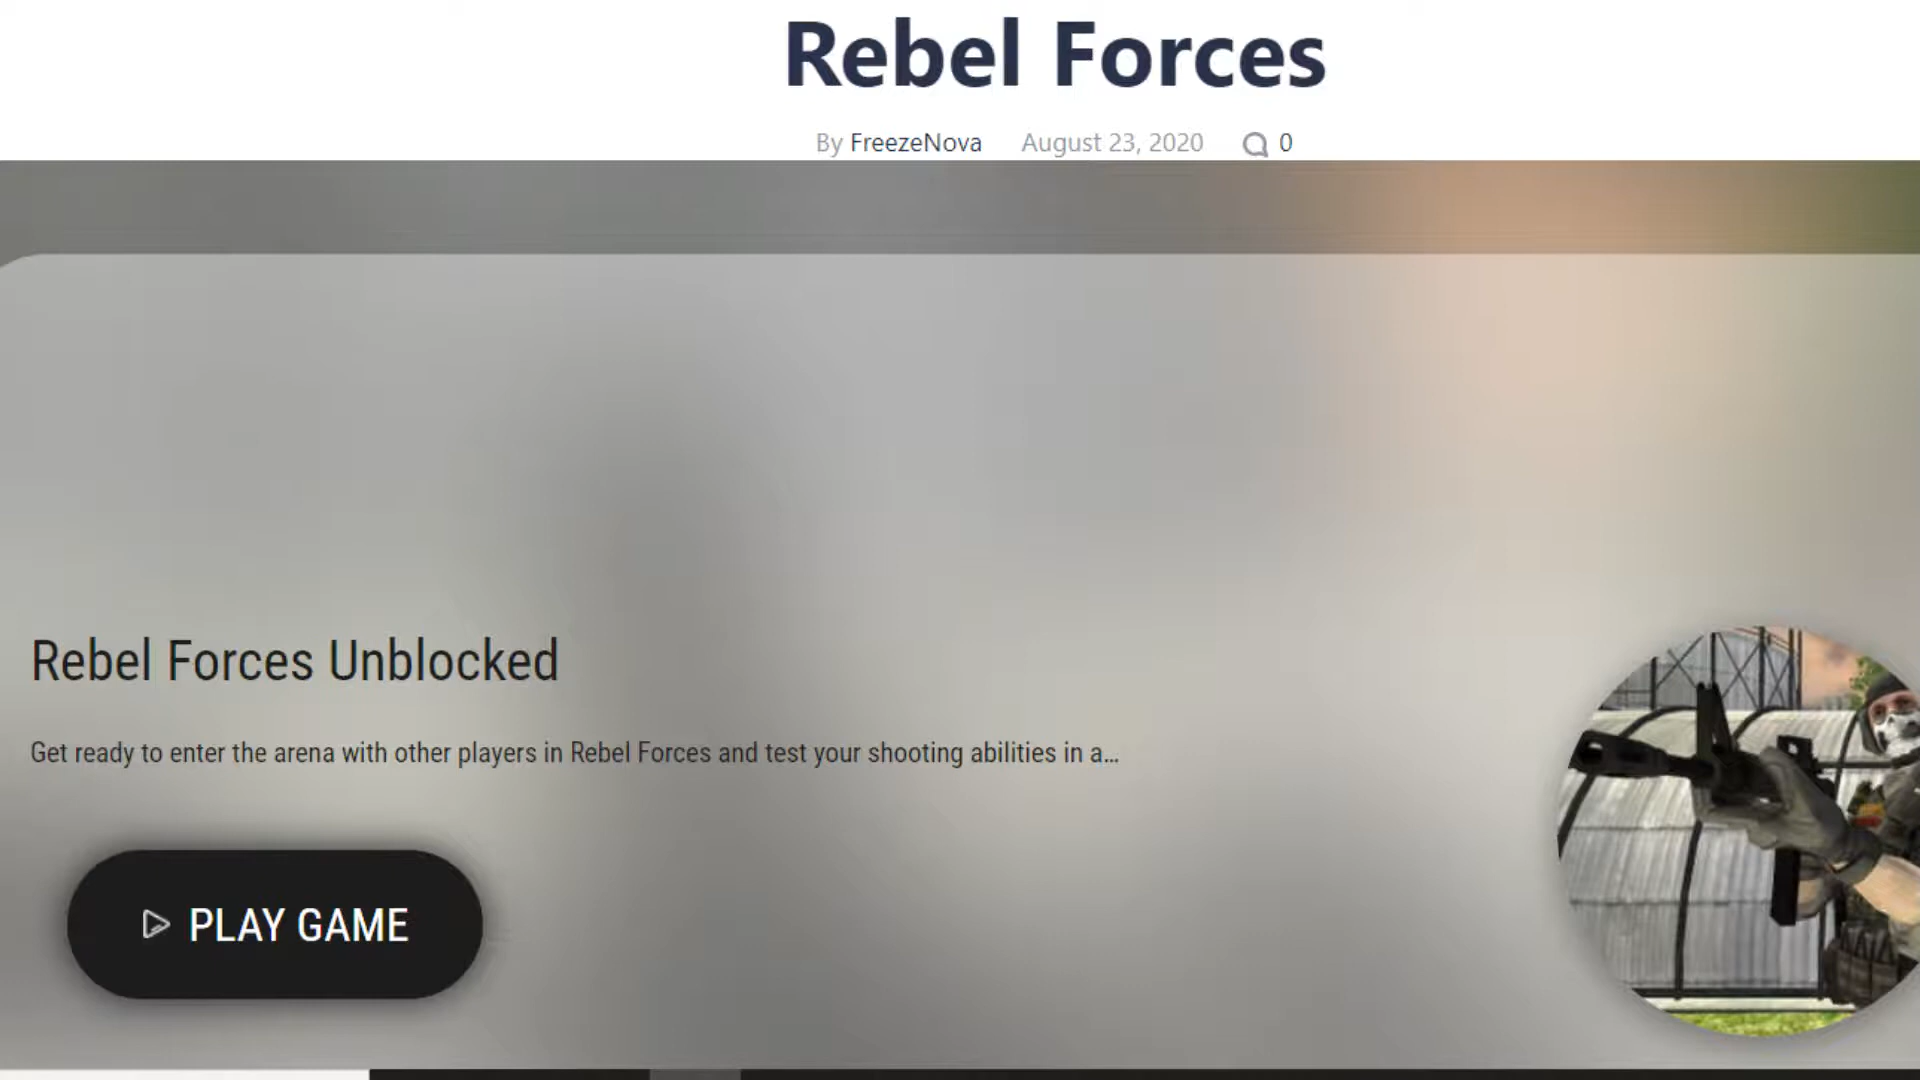 Rebel Forces
By FreezeNova August 23, 2020 0
Rebel Forces Unblocked
Get ready to enter the arena with other players in Rebel Forces and test your shooting abilities in a...
PLAY GAME